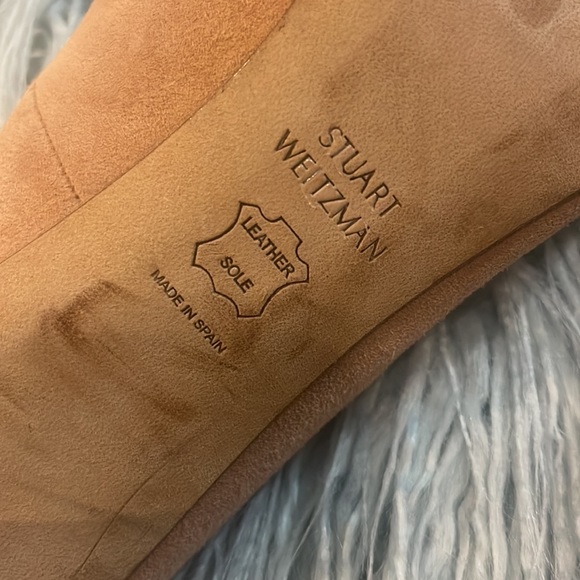 STUART
WEITZMAN
LEATHER
SOLE
MADE IN SPAIN